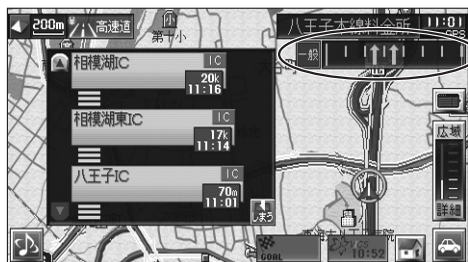 200m 高速道
第一小
八王子本線料金所 11:01
GPS
一般
相模湖IC IC
20k
11:16
相模湖東IC IC
17k
11:14
八王子IC IC
70m
11:01
しまう
広域
詳細
GOAL
VICS
10:52